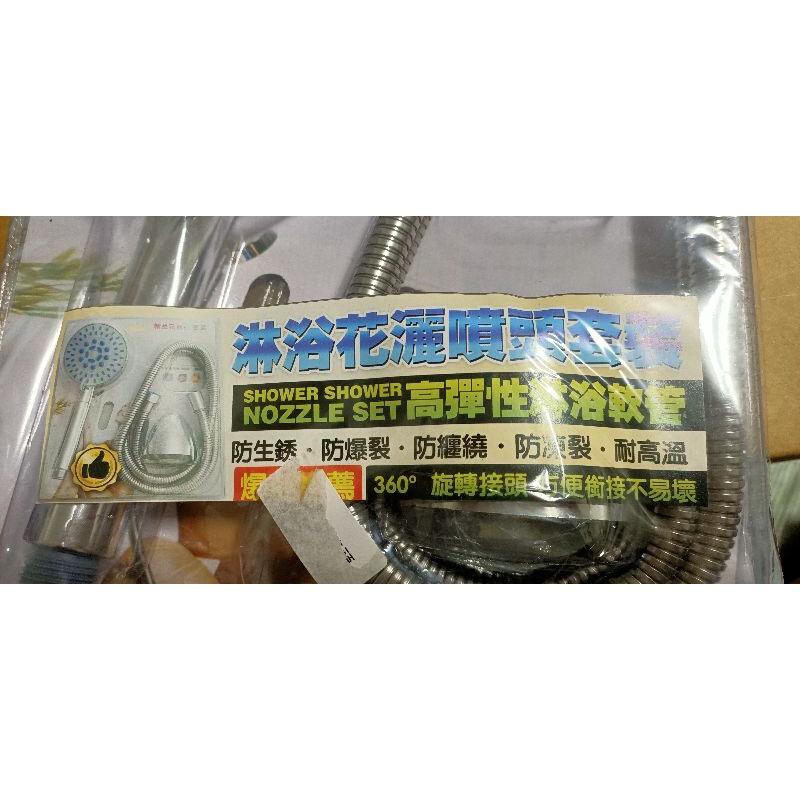 淋浴花灑噴頭套裝
SHOWER SHOWER
NOZZLE SET 高彈性淋浴軟管
防生銹・防爆裂・防纏繞・防凍裂・耐高溫
爆 薦 360° 旋轉接頭 方便銜接不易壞